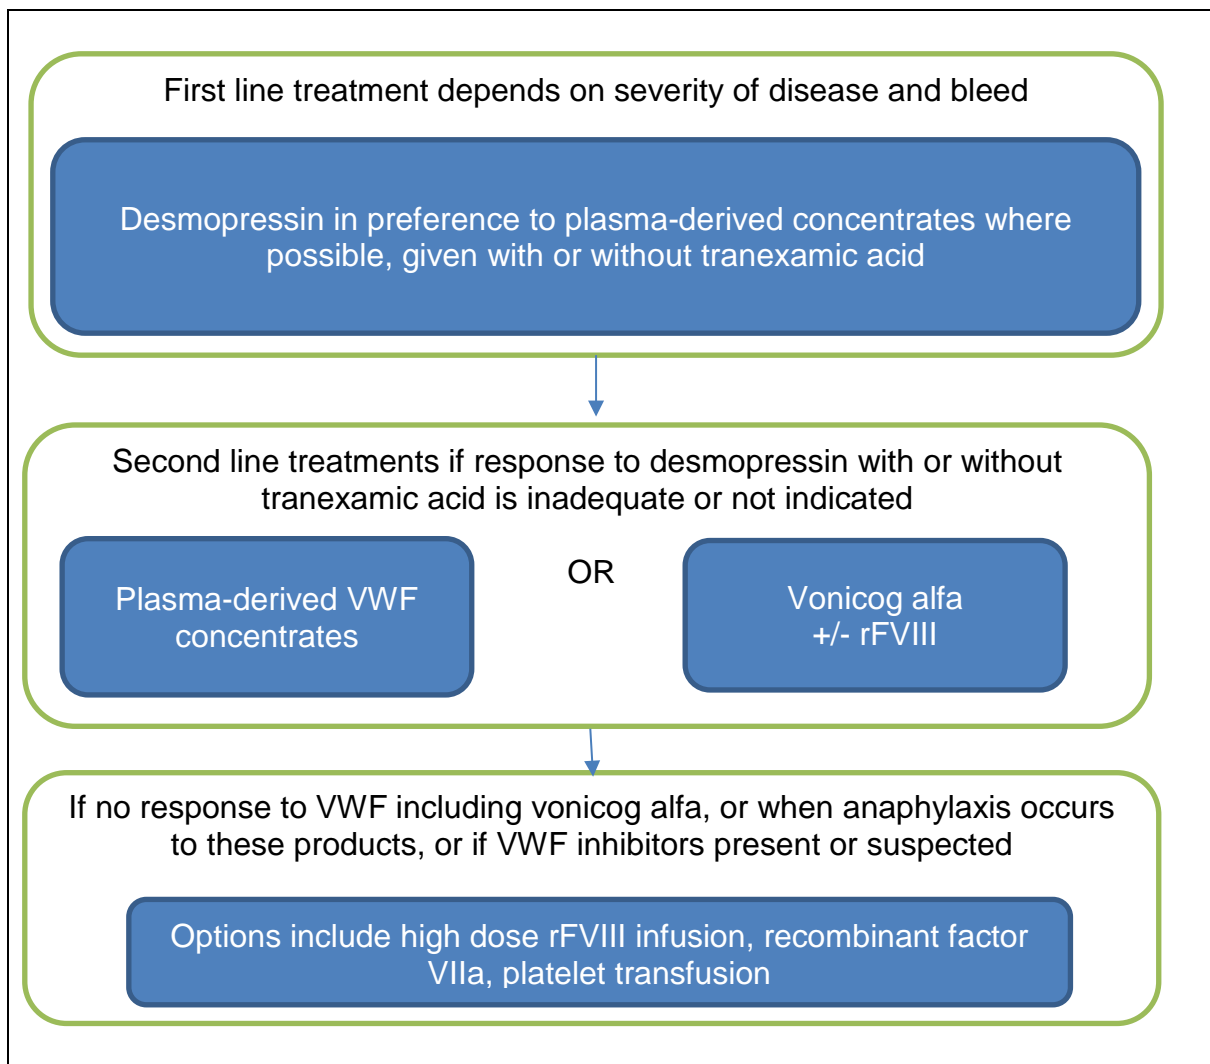 First line treatment depends on severity of disease and bleed
Desmopressin in preference to plasma-derived concentrates where
possible, given with or without tranexamic acid
Second line treatments if response to desmopressin with or without
tranexamic acid is inadequate or not indicated
Plasma-derived VWF
concentrates
OR
Vonicog alfa
+/- rFVIII
If no response to VWF including vonicog alfa, or when anaphylaxis occurs
to these products, or if VWF inhibitors present or suspected
Options include high dose rFVIII infusion, recombinant factor
VIIa, platelet transfusion